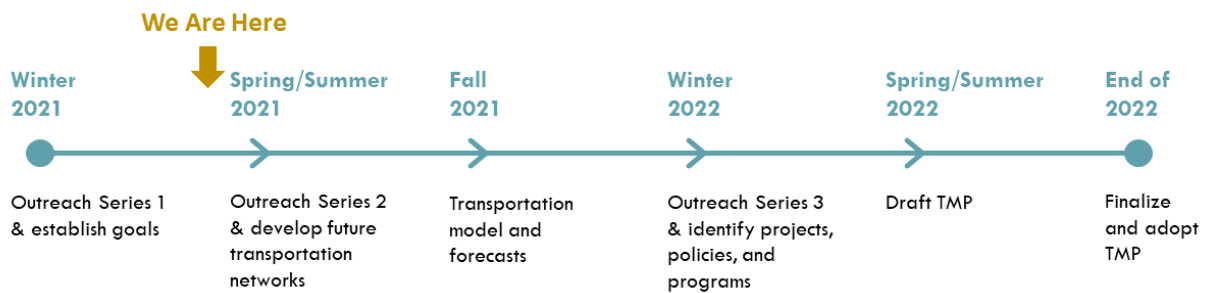 We Are Here
Winter
2021
Spring/Summer
2021
Fall
2021
Winter
2022
Spring/Summer
2022
End of
2022
Outreach Series 1
& establish goals
Outreach Series 2
& develop future
transportation
networks
Transportation
model and
forecasts
Outreach Series 3
& identify projects,
policies, and
programs
Draft TMP
Finalize
and adopt
TMP